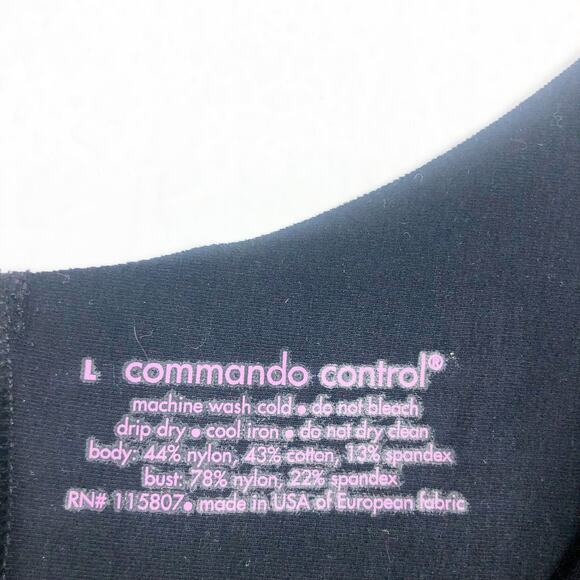 L commando control®
machine wash cold • do not bleach
drip dry • cool iron • do not dry clean
body: 44% nylon, 43% cotton, 13% spandex
bust: 78% nylon, 22% spandex
RN# 115807 • made in USA of European fabric